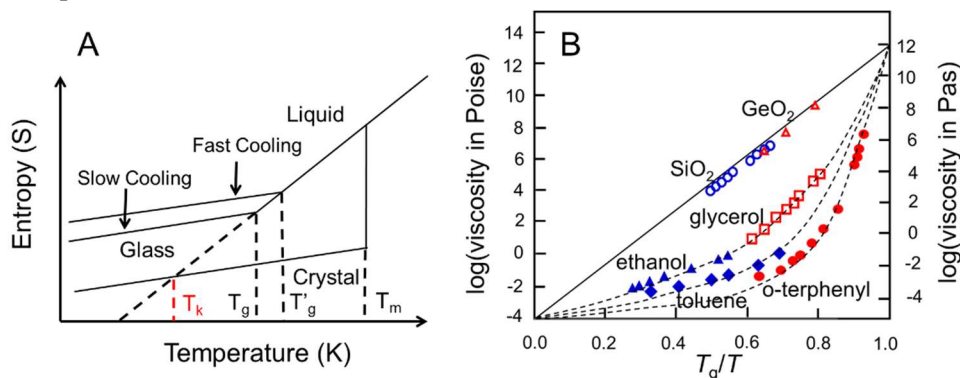 A
Entropy (S)
Liquid
Fast Cooling
Slow Cooling
Glass
Crystal
Tk
Tg
T'g
Tm
Temperature (K)
B
log(viscosity in Poise)
14
12
10
8
6
4
2
0
-2
-4
GeO2
SiO2
glycerol
ethanol
toluene
o-terphenyl
12
10
8
6
4
2
0
-2
-4
log(viscosity in Pas)
0.0
0.2
0.4
0.6
0.8
1.0
Tg/T